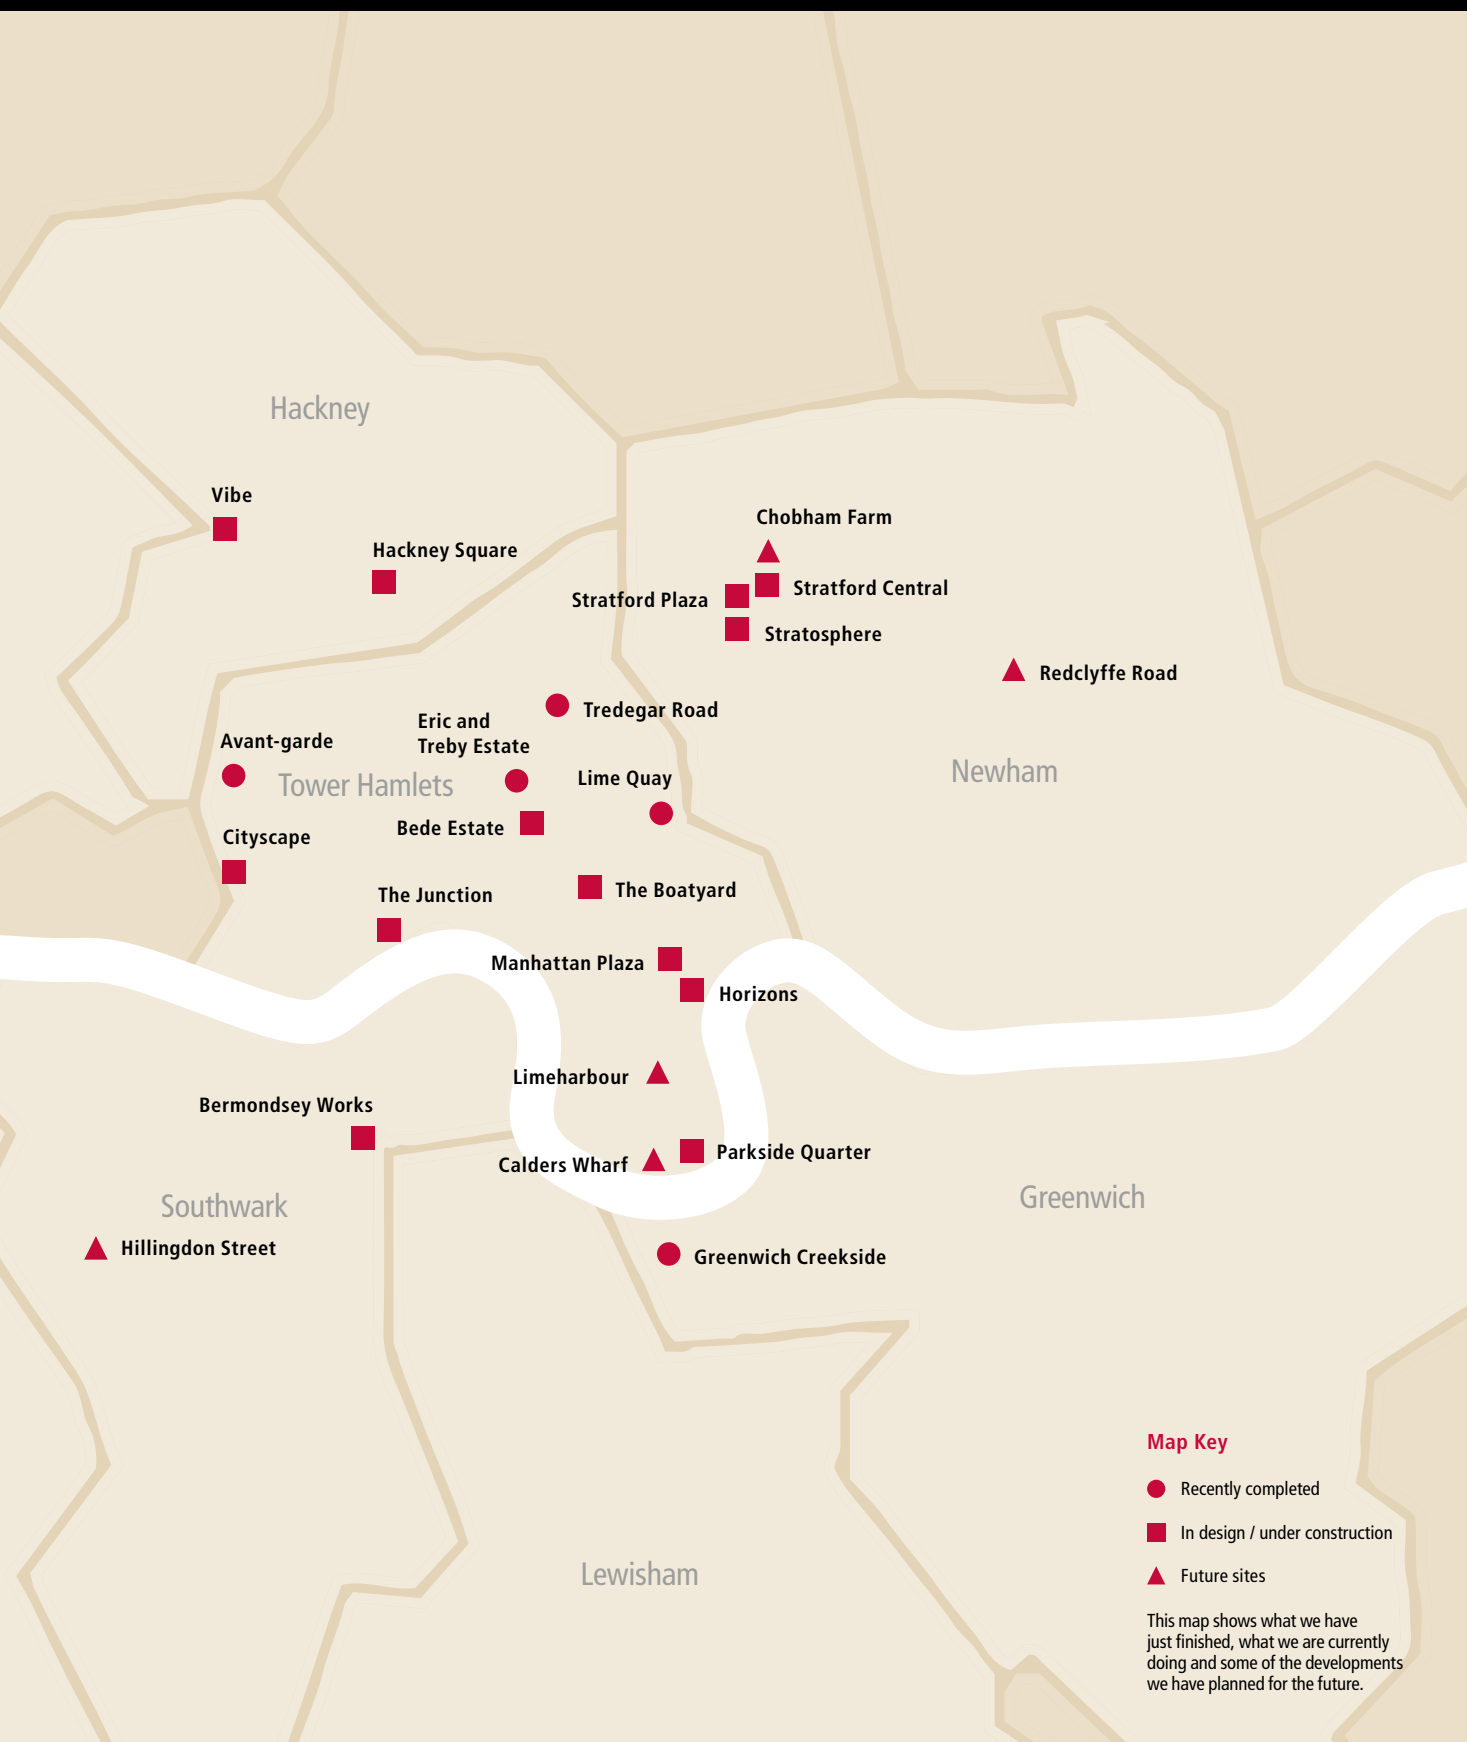 Hackney
Vibe
Chobham Farm
Hackney Square
Stratford Central
Stratford Plaza
Stratosphere
Redclyffe Road
Tredegar Road
Eric and
Treby Estate
Avant-garde
Tower Hamlets
Lime Quay
Newham
Bede Estate
Cityscape
The Boatyard
The Junction
Manhattan Plaza
Horizons
Limeharbour
Bermondsey Works
Parkside Quarter
Calders Wharf
Southwark
Greenwich
Hillingdon Street
Greenwich Creekside
Lewisham
Map Key
Recently completed
In design / under construction
Future sites
This map shows what we have
just finished, what we are currently
doing and some of the developments
we have planned for the future.